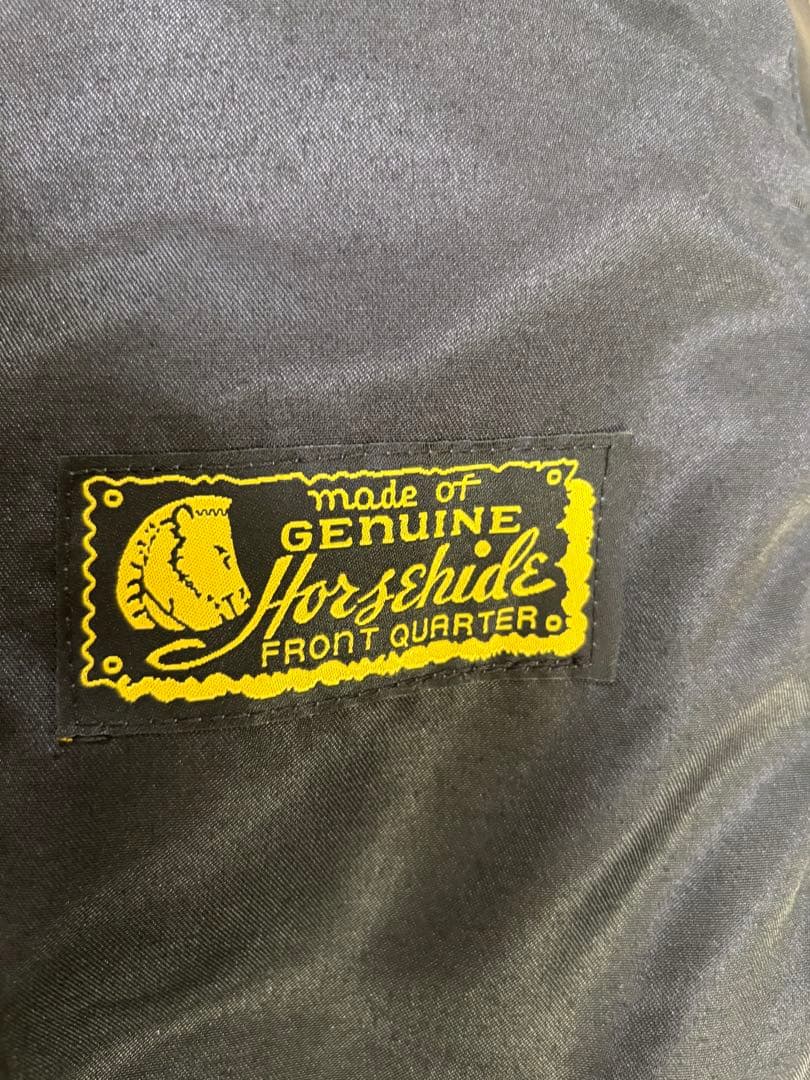 made of
GEnUINE
HorsEhidE
FROnT QUARTER